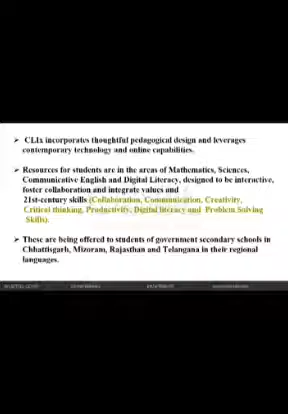 ➢ CLIx incorporates thoughtful pedagogical design and leverages
contemporary technology and online capabilities.
➢ Resources for students are in the areas of Mathematics, Sciences,
Communicative English and Digital Literacy, designed to be interactive,
foster collaboration and integrate values and
21st-century skills (Collaboration, Communication, Creativity,
Critical thinking, Productivity, Digital literacy and Problem Solving
Skills).
➢ These are being offered to students of government secondary schools in
Chhattisgarh, Mizoram, Rajasthan and Telangana in their regional
languages.